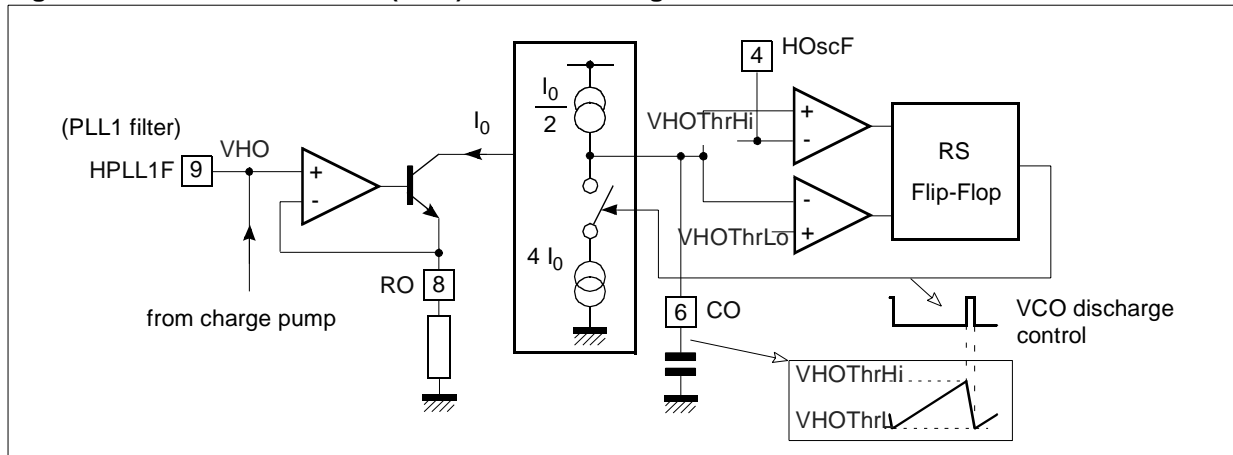 (PLL1 filter)
HPLL1F 9
VHO
+
-
from charge pump
RO 8
I0
I0
2
4 I0
4 HOscF
VHOThrHi
+
-
-
+
VHOThrLo
RS
Flip-Flop
6 CO
VCO discharge
control
VHOThrHi
VHOThrL